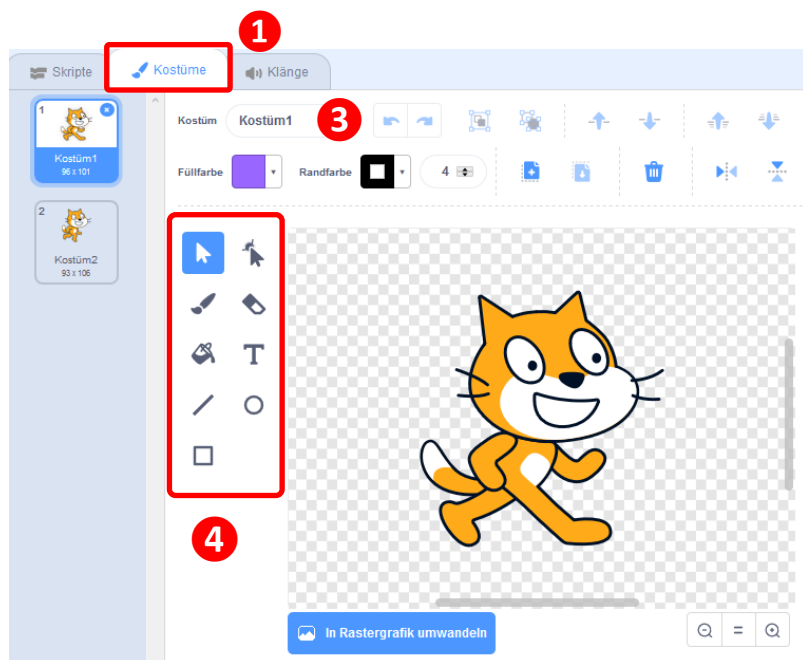 1
Skripte Kostüme Klänge
1
Kostüm1
96 x 101
2
Kostüm2
93 x 106
Kostüm Kostüm1 3
Füllfarbe Randfarbe 4
T
4
In Rastergrafik umwandeln
=